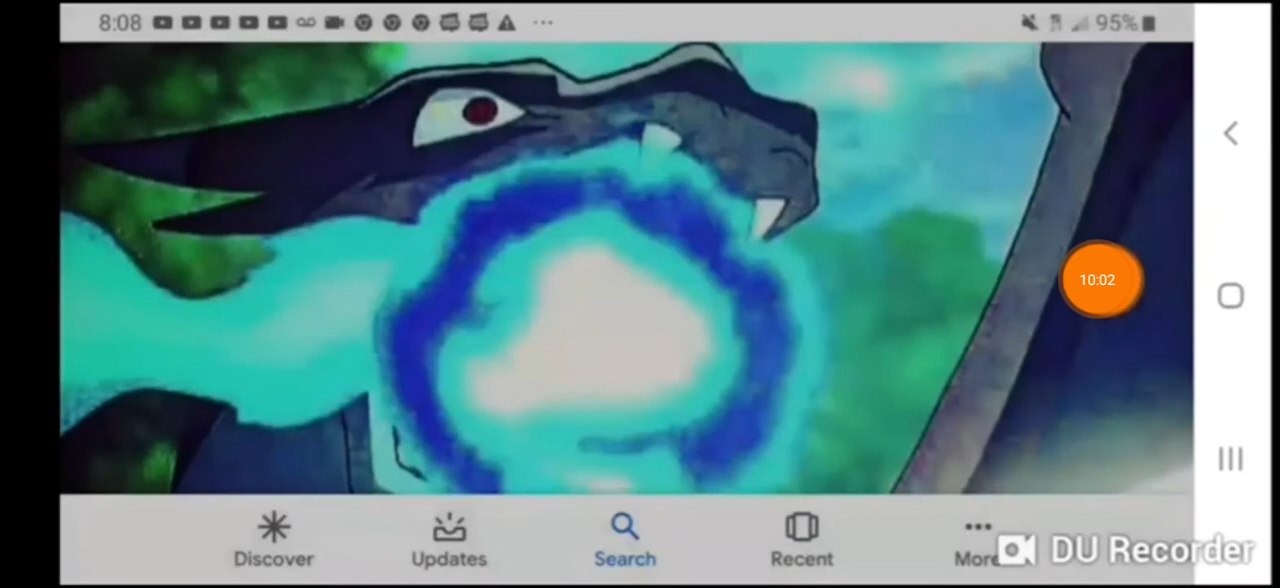 8:08
95%
10:02
Discover
Updates
Search
Recent
More
DU Recorder